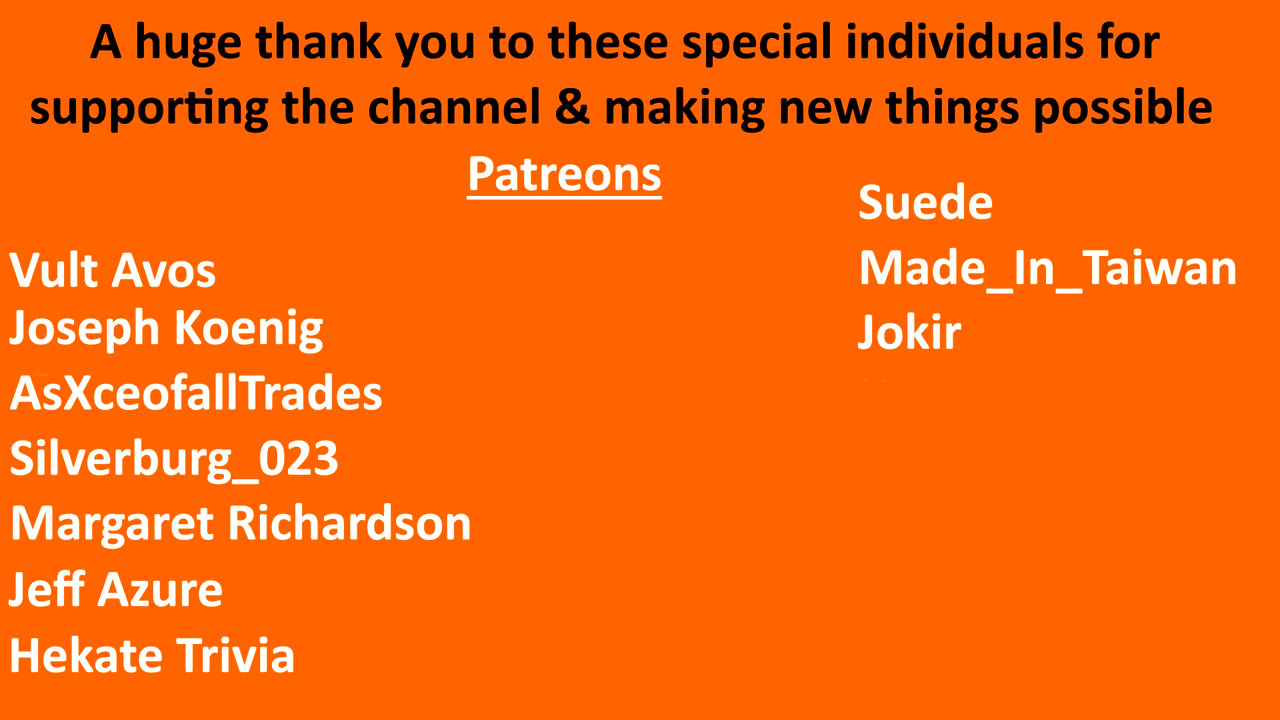 A huge thank you to these special individuals for
supporting the channel & making new things possible
Patreons
Vult Avos
Joseph Koenig
AsXceofallTrades
Silverburg_023
Margaret Richardson
Jeff Azure
Hekate Trivia
Suede
Made_In_Taiwan
Jokir